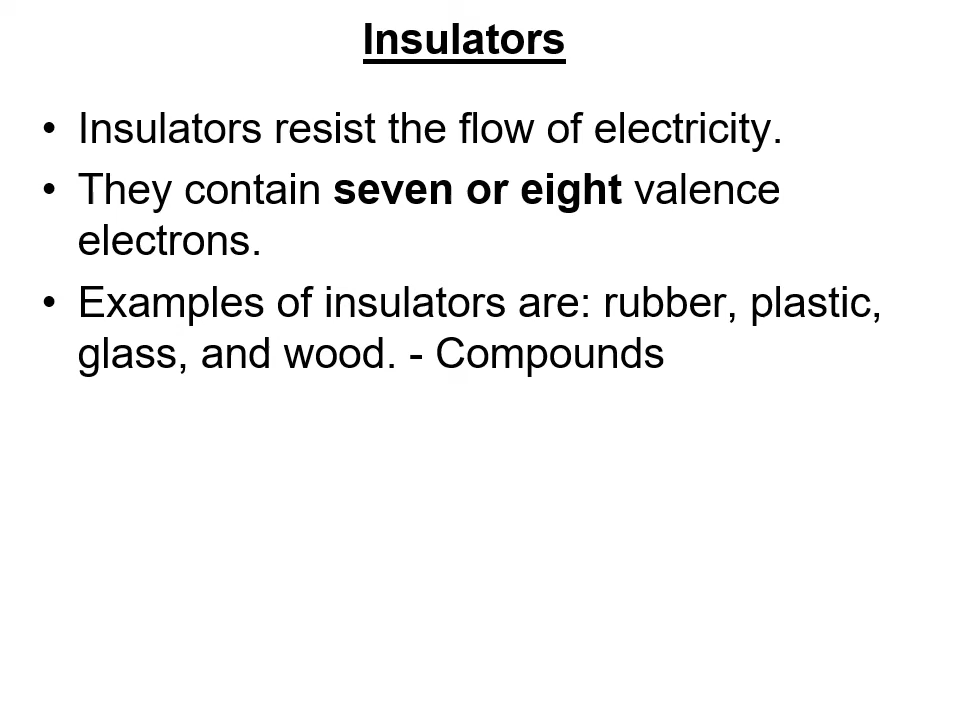 Insulators
• Insulators resist the flow of electricity.
• They contain seven or eight valence
electrons.
• Examples of insulators are: rubber, plastic,
glass, and wood. - Compounds